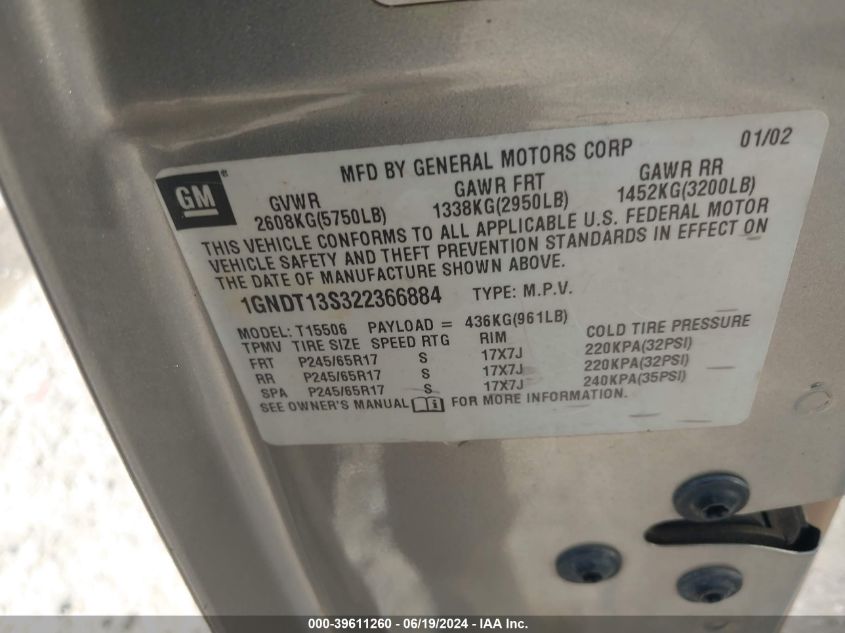 01/02
MFD BY GENERAL MOTORS CORP
GM®
GVWR GAWR FRT GAWR RR
2608KG(5750LB) 1338KG(2950LB) 1452KG(3200LB)
THIS VEHICLE CONFORMS TO ALL APPLICABLE U.S. FEDERAL MOTOR
VEHICLE SAFETY AND THEFT PREVENTION STANDARDS IN EFFECT ON
THE DATE OF MANUFACTURE SHOWN ABOVE.
1GNDT13S322366884 TYPE: M.P.V.
MODEL: T15506 PAYLOAD = 436KG(961LB)
TPMV TIRE SIZE SPEED RTG RIM COLD TIRE PRESSURE
FRT P245/65R17 S 17X7J 220KPA(32PSI)
RR P245/65R17 S 17X7J 220KPA(32PSI)
SPA P245/65R17 S 17X7J 240KPA(35PSI)
SEE OWNER'S MANUAL FOR MORE INFORMATION.
000-39611260 - 06/19/2024 - IAA Inc.